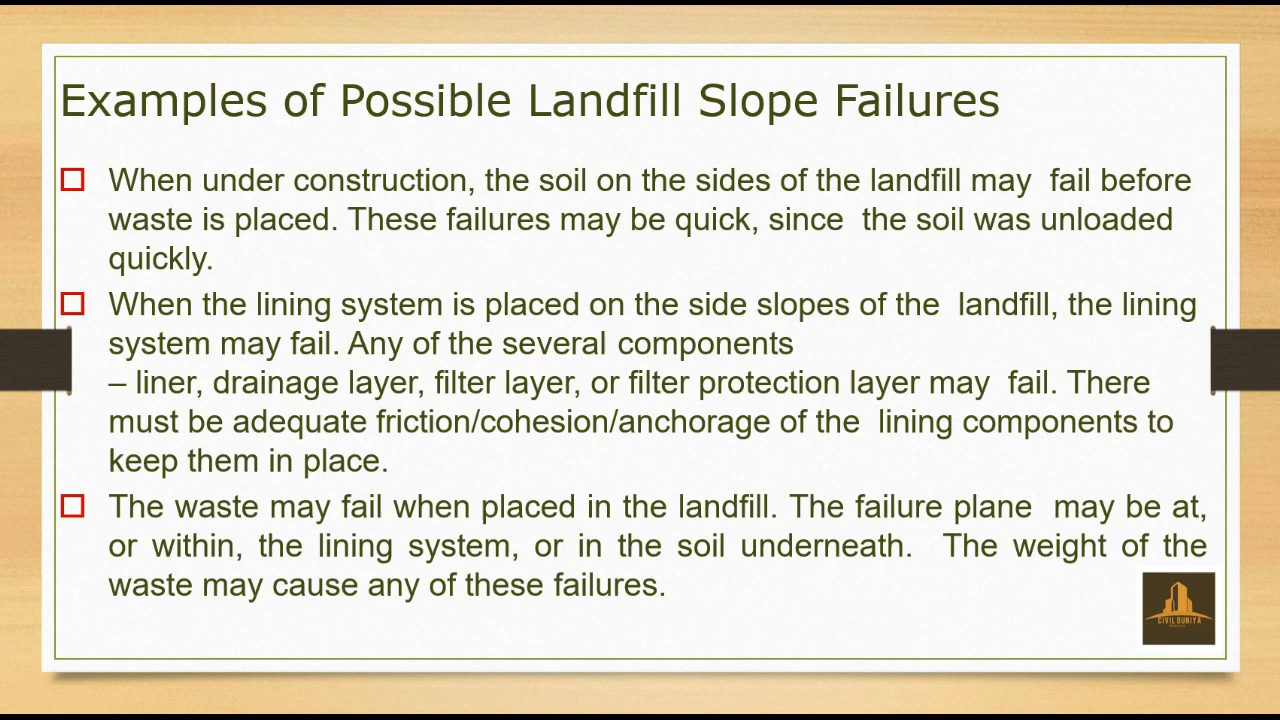 Examples of Possible Landfill Slope Failures
When under construction, the soil on the sides of the landfill may fail before
waste is placed. These failures may be quick, since the soil was unloaded
quickly.
When the lining system is placed on the side slopes of the landfill, the lining
system may fail. Any of the several components
– liner, drainage layer, filter layer, or filter protection layer may fail. There
must be adequate friction/cohesion/anchorage of the lining components to
keep them in place.
The waste may fail when placed in the landfill. The failure plane may be at,
or within, the lining system, or in the soil underneath. The weight of the
waste may cause any of these failures.
CIVIL DUNIYA